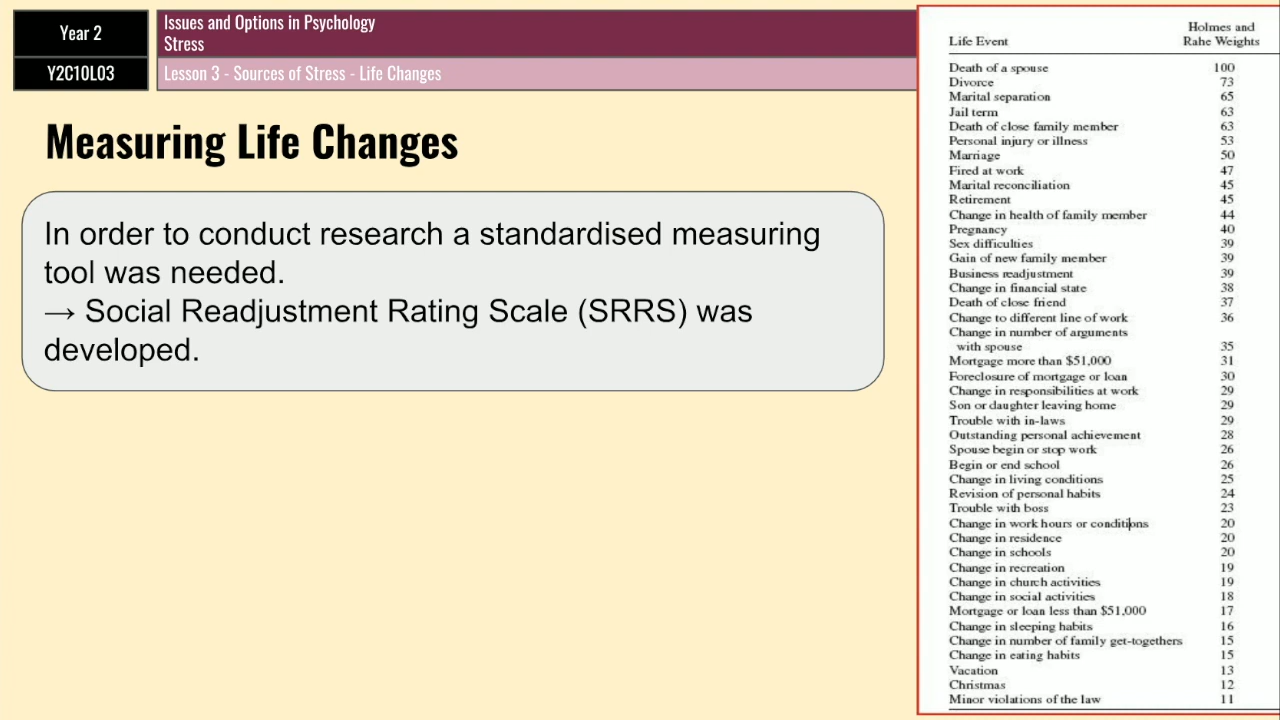 Year 2
Issues and Options in Psychology
Stress
Y2C10L03
Lesson 3 - Sources of Stress - Life Changes
Measuring Life Changes
In order to conduct research a standardised measuring
tool was needed.
→ Social Readjustment Rating Scale (SRRS) was
developed.
Holmes and
Life Event Rahe Weights
Death of a spouse 100
Divorce 73
Marital separation 65
Jail term 63
Death of close family member 63
Personal injury or illness 53
Marriage 50
Fired at work 47
Marital reconciliation 45
Retirement 45
Change in health of family member 44
Pregnancy 40
Sex difficulties 39
Gain of new family member 39
Business readjustment 39
Change in financial state 38
Death of close friend 37
Change to different line of work 36
Change in number of arguments
with spouse 35
Mortgage more than $51,000 31
Foreclosure of mortgage or loan 30
Change in responsibilities at work 29
Son or daughter leaving home 29
Trouble with in-laws 29
Outstanding personal achievement 28
Spouse begin or stop work 26
Begin or end school 26
Change in living conditions 25
Revision of personal habits 24
Trouble with boss 23
Change in work hours or conditions 20
Change in residence 20
Change in schools 20
Change in recreation 19
Change in church activities 19
Change in social activities 18
Mortgage or loan less than $51,000 17
Change in sleeping habits 16
Change in number of family get-togethers 15
Change in eating habits 15
Vacation 13
Christmas 12
Minor violations of the law 11